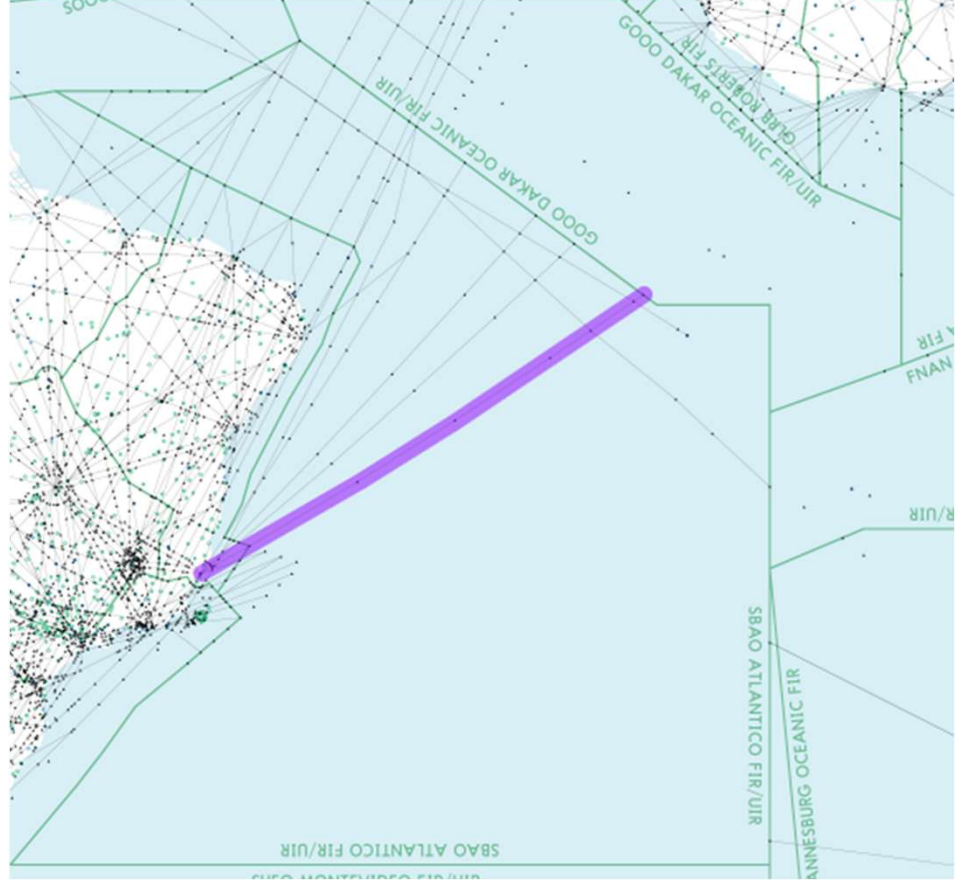 GOOO DAKAR OCEANIC FIR/UIR
GLRB ROBERTS FIR
GOOO DAKAR OCEANIC FIR/UIR
FIR
FNAN
UIR
SBAO ATLANTICO FIR/UIR
ANNESBURG OCEANIC FIR
SBAO ATLANTICO FIR/UIR